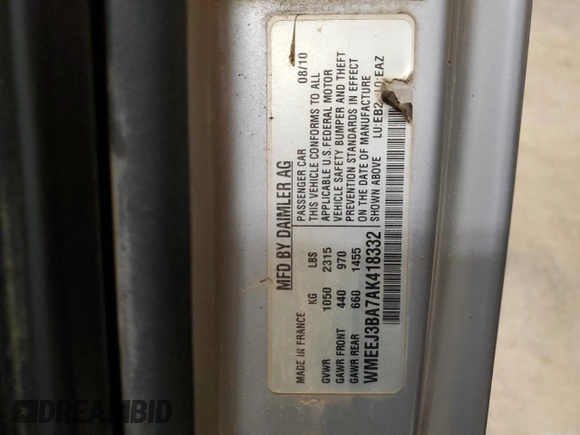 MFD BY DAIMLER AG
PASSENGER CAR 08/10
THIS VEHICLE CONFORMS TO ALL
APPLICABLE U.S FEDERAL MOTOR
VEHICLE SAFETY BUMPER AND THEFT
PREVENTION STANDARDS IN EFFECT
ON THE DATE OF MANUFACTURE
SHOWN ABOVE LU:EB2
MADE IN FRANCE
KG LBS
GVWR 1050 2315
GAWR FRONT 440 970
GAWR REAR 660 1455
WMEEJ3BA7AK418332
DREAMBID